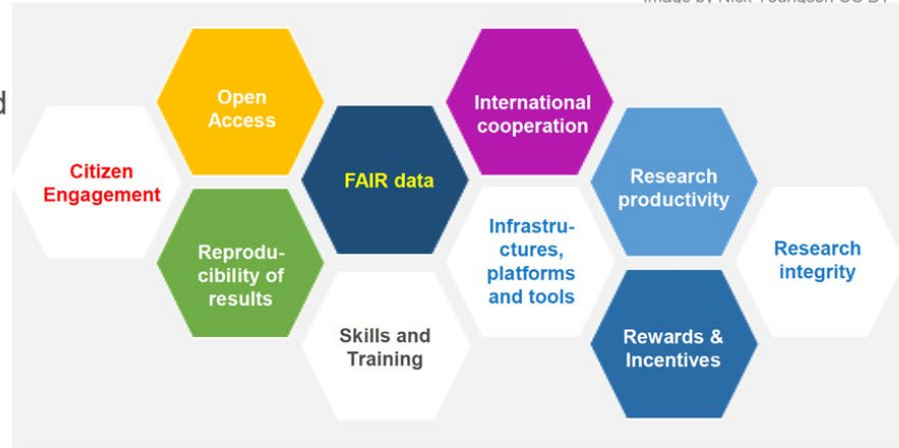 Open
Access
International
cooperation
Citizen
Engagement
FAIR data
Research
productivity
Reprodu-
cibility of
results
Infrastru-
ctures,
platforms
and tools
Research
integrity
Skills and
Training
Rewards &
Incentives